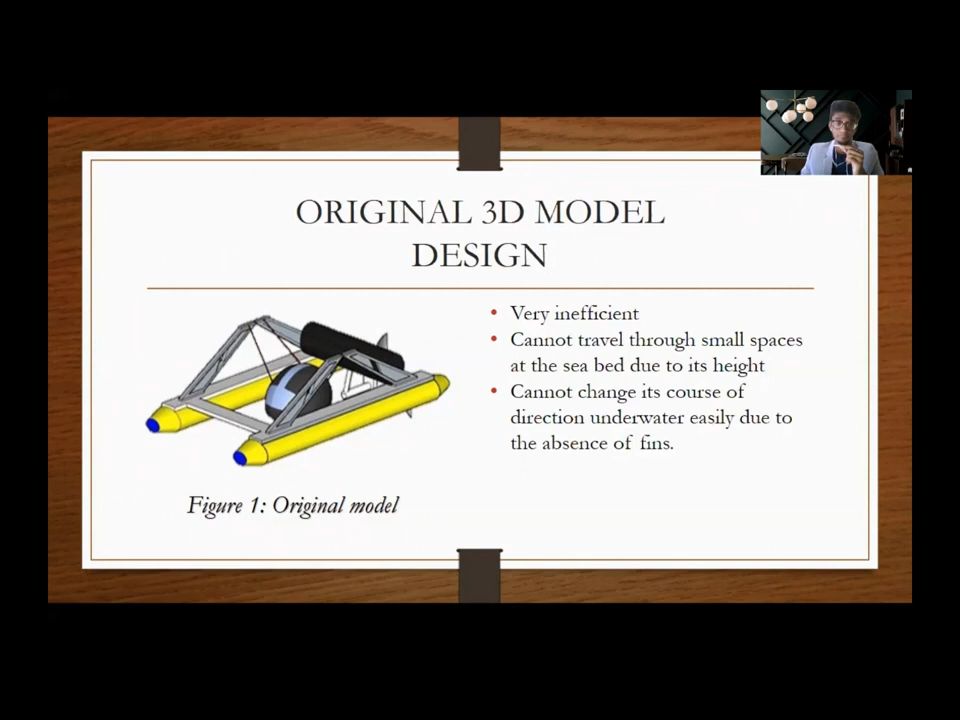 ORIGINAL 3D MODEL
DESIGN
• Very inefficient
• Cannot travel through small spaces
at the sea bed due to its height
• Cannot change its course of
direction underwater easily due to
the absence of fins.
Figure 1: Original model